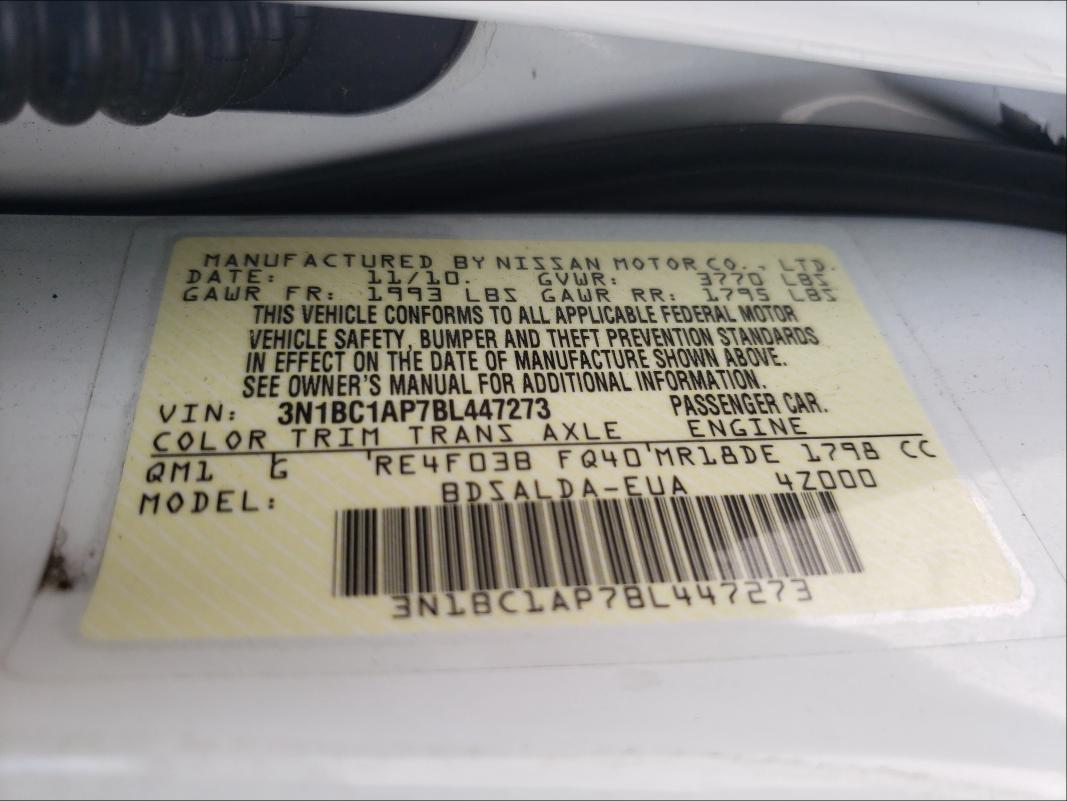 MANUFACTURED BY NISSAN MOTOR CO., LTD.
DATE: 11/10. GVWR: 3770 LBS
GAWR FR: 1993 LBS GAWR RR: 1795 LBS
THIS VEHICLE CONFORMS TO ALL APPLICABLE FEDERAL MOTOR
VEHICLE SAFETY, BUMPER AND THEFT PREVENTION STANDARDS
IN EFFECT ON THE DATE OF MANUFACTURE SHOWN ABOVE.
SEE OWNER'S MANUAL FOR ADDITIONAL INFORMATION.
VIN: 3N1BC1AP7BL447273 PASSENGER CAR.
COLOR TRIM TRANS AXLE ENGINE
QM1 G RE4F03B FQ40 MR18DE 1798 CC
MODEL: BDSALDA-EUA 4Z000
3N1BC1AP7BL447273